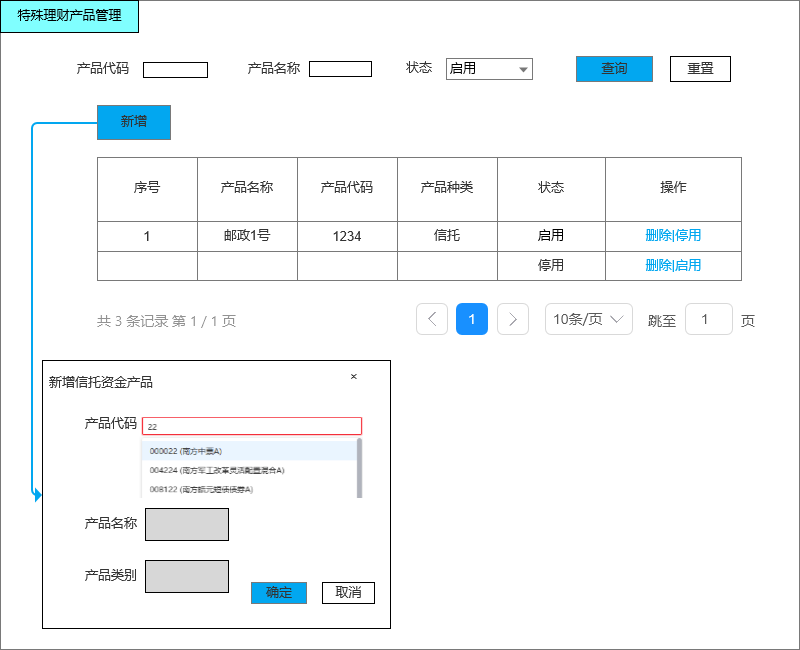 特殊理财产品管理
产品代码 产品名称 状态 启用 查询 重置
新增
序号 产品名称 产品代码 产品种类 状态 操作
1 邮政1号 1234 信托 启用 删除|停用
停用 删除|启用
共 3 条记录 第 1 / 1 页 1 10条/页 跳至 1 页
新增信托资金产品 ×
产品代码 22
000022 (南方中票A)
004224 (南方军工改革灵活配置混合A)
008122 (南方皓元短债债券A)
产品名称
产品类别
确定 取消